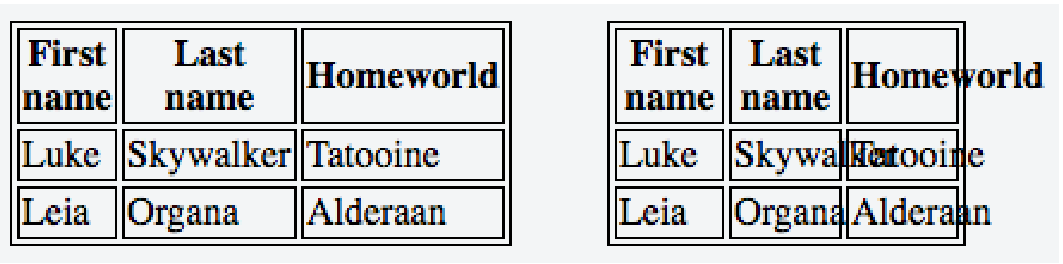 First name Last name Homeworld
Luke Skywalker Tatooine
Leia Organa Alderaan
First name Last name Homeworld
Luke Skywalker Tatooine
Leia Organa Alderaan